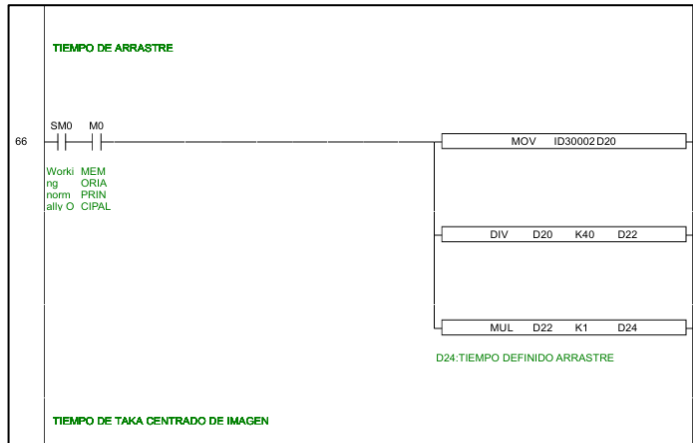 TIEMPO DE ARRASTRE
SM0 M0
66
MOV ID30002 D20
Worki MEM
ng ORIA
norm PRIN
ally O CIPAL
DIV D20 K40 D22
MUL D22 K1 D24
D24:TIEMPO DEFINIDO ARRASTRE
TIEMPO DE TAKA CENTRADO DE IMAGEN